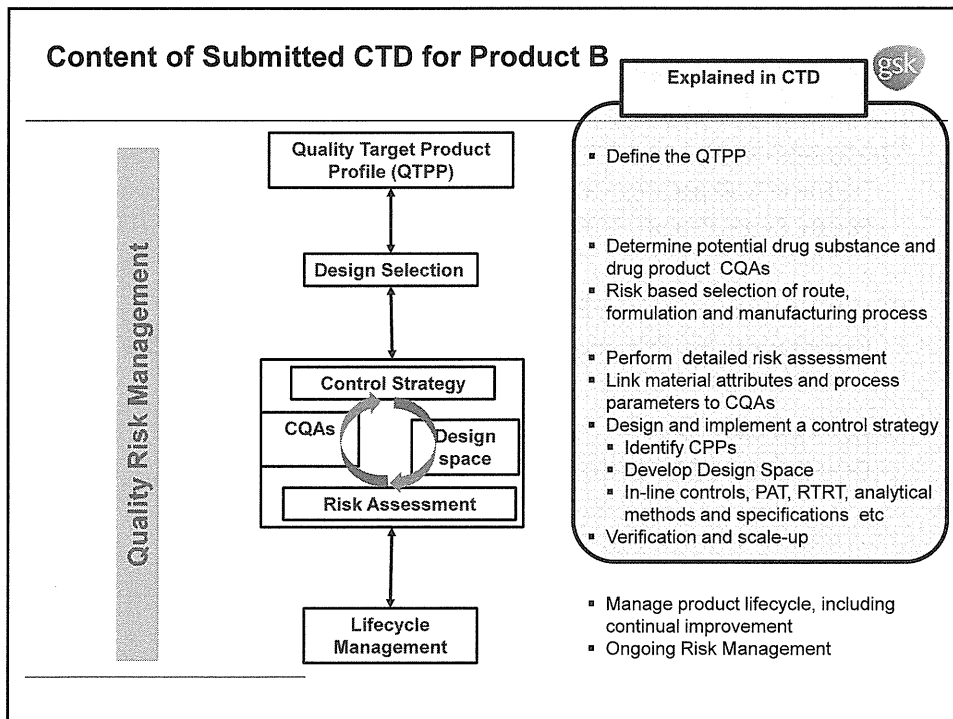 Content of Submitted CTD for Product B
gsk
Explained in CTD
Quality Risk Management
Quality Target Product
Profile (QTPP)
Design Selection
Control Strategy
CQAs
Design
space
Risk Assessment
Lifecycle
Management
▪ Define the QTPP
▪ Determine potential drug substance and
drug product CQAs
▪ Risk based selection of route,
formulation and manufacturing process
▪ Perform detailed risk assessment
▪ Link material attributes and process
parameters to CQAs
▪ Design and implement a control strategy
▪ Identify CPPs
▪ Develop Design Space
▪ In-line controls, PAT, RTRT, analytical
methods and specifications etc
▪ Verification and scale-up
▪ Manage product lifecycle, including
continual improvement
▪ Ongoing Risk Management